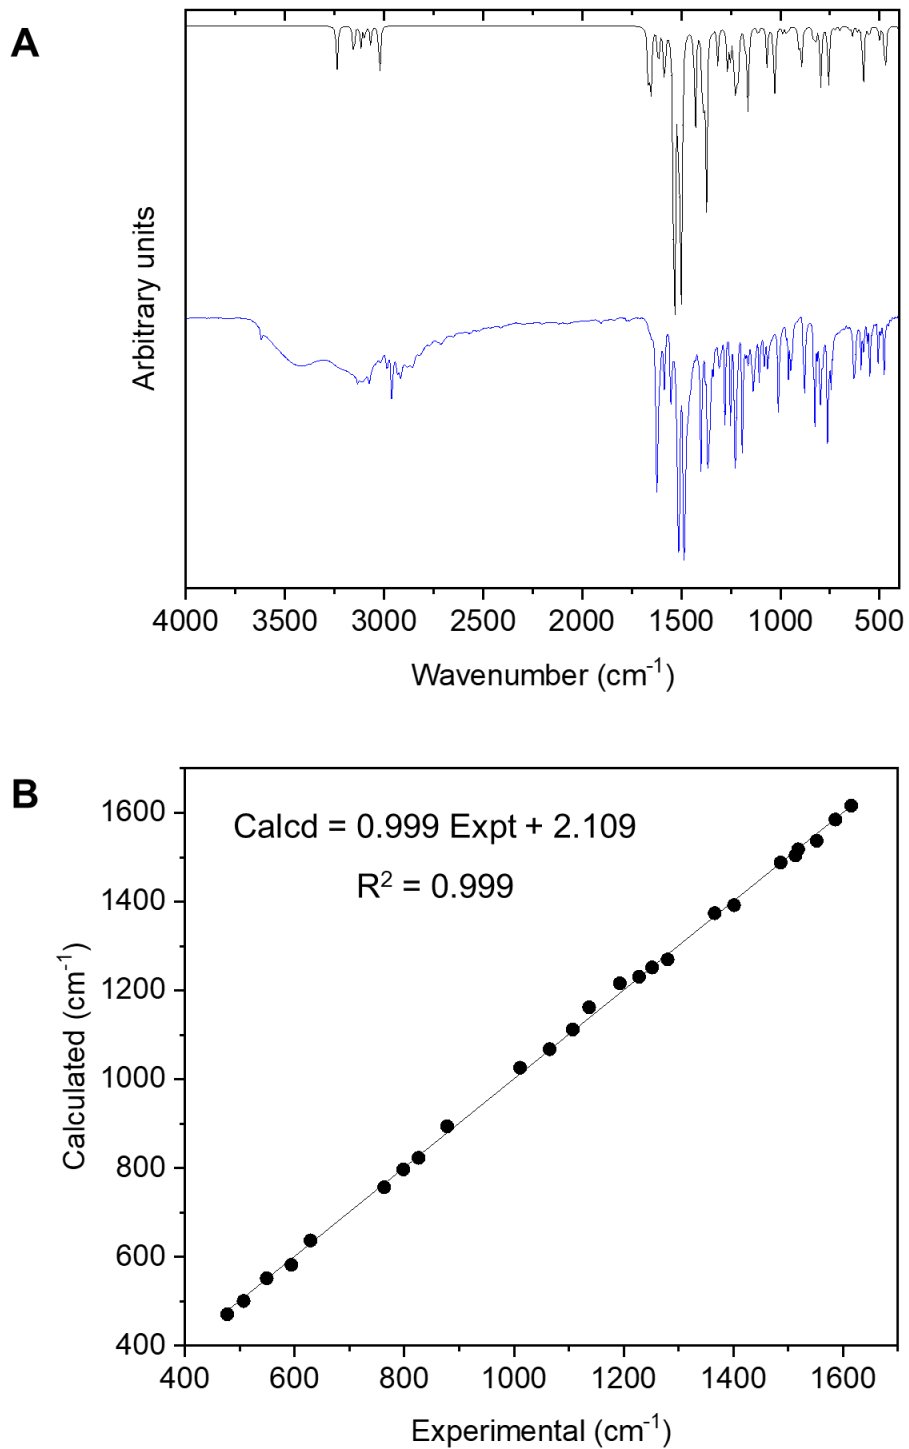 A
Arbitrary units
4000 3500 3000 2500 2000 1500 1000 500
Wavenumber (cm⁻¹)
B
Calcd = 0.999 Expt + 2.109
R² = 0.999
1600
1400
1200
1000
800
600
400
Calculated (cm⁻¹)
400 600 800 1000 1200 1400 1600
Experimental (cm⁻¹)